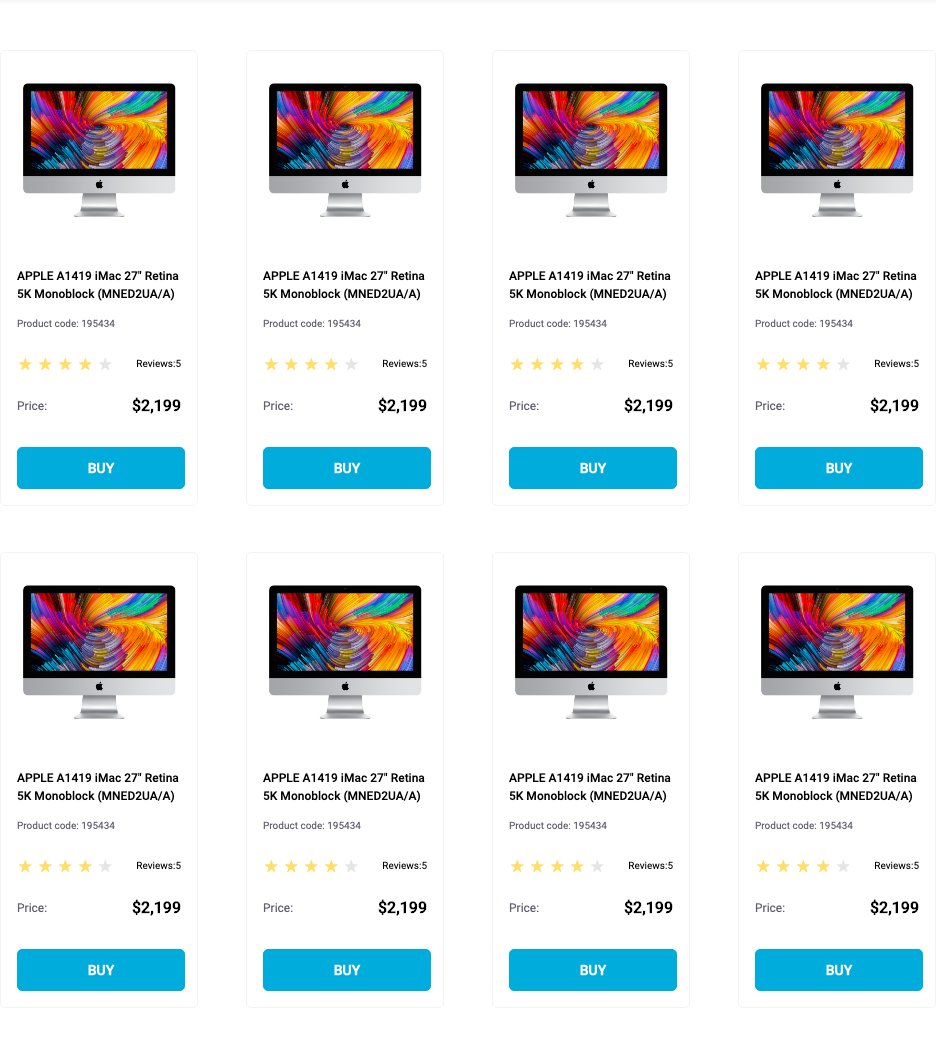 APPLE A1419 iMac 27" Retina
5K Monoblock (MNED2UA/A)
Product code: 195434
Reviews:5
Price: $2,199
BUY
APPLE A1419 iMac 27" Retina
5K Monoblock (MNED2UA/A)
Product code: 195434
Reviews:5
Price: $2,199
BUY
APPLE A1419 iMac 27" Retina
5K Monoblock (MNED2UA/A)
Product code: 195434
Reviews:5
Price: $2,199
BUY
APPLE A1419 iMac 27" Retina
5K Monoblock (MNED2UA/A)
Product code: 195434
Reviews:5
Price: $2,199
BUY
APPLE A1419 iMac 27" Retina
5K Monoblock (MNED2UA/A)
Product code: 195434
Reviews:5
Price: $2,199
BUY
APPLE A1419 iMac 27" Retina
5K Monoblock (MNED2UA/A)
Product code: 195434
Reviews:5
Price: $2,199
BUY
APPLE A1419 iMac 27" Retina
5K Monoblock (MNED2UA/A)
Product code: 195434
Reviews:5
Price: $2,199
BUY
APPLE A1419 iMac 27" Retina
5K Monoblock (MNED2UA/A)
Product code: 195434
Reviews:5
Price: $2,199
BUY